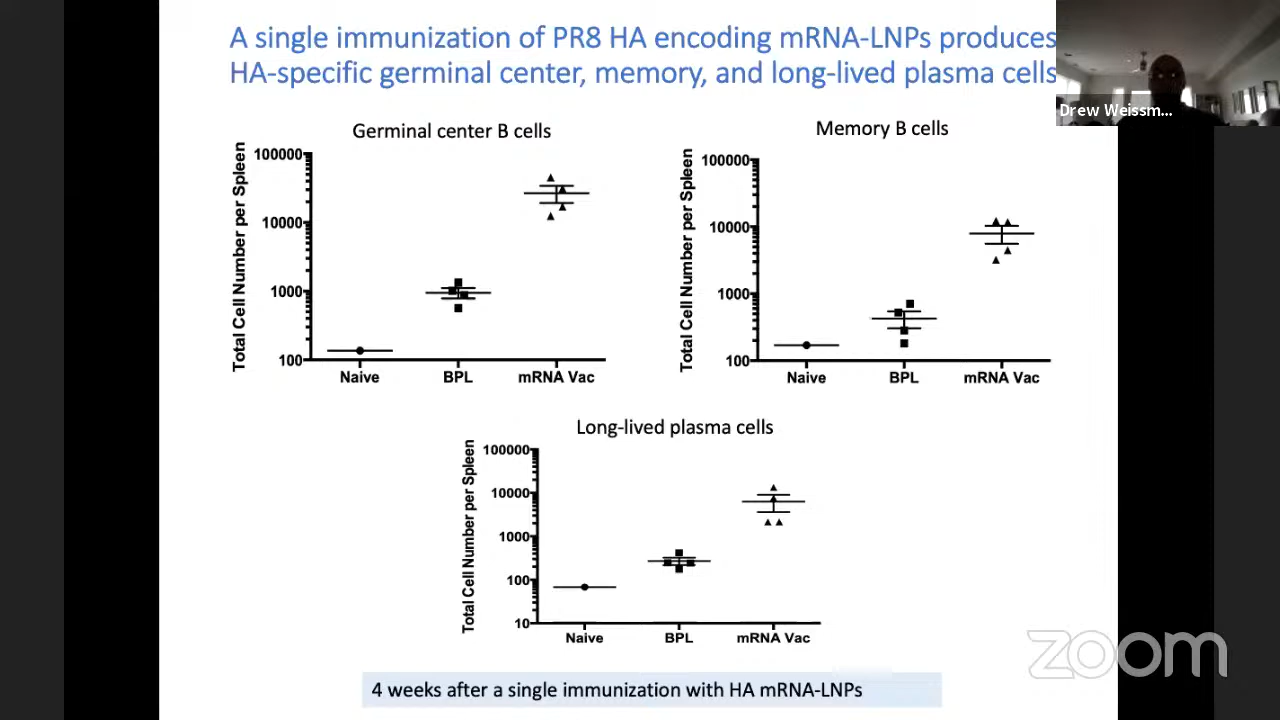 A single immunization of PR8 HA encoding mRNA-LNPs produces
HA-specific germinal center, memory, and long-lived plasma cells
Drew Weissm...
Germinal center B cells
Total Cell Number per Spleen
100000
10000
1000
100
Naive
BPL
mRNA Vac
Memory B cells
Total Cell Number per Spleen
100000
10000
1000
100
Naive
BPL
mRNA Vac
Long-lived plasma cells
Total Cell Number per Spleen
100000
10000
1000
100
10
Naive
BPL
mRNA Vac
4 weeks after a single immunization with HA mRNA-LNPs
zoom